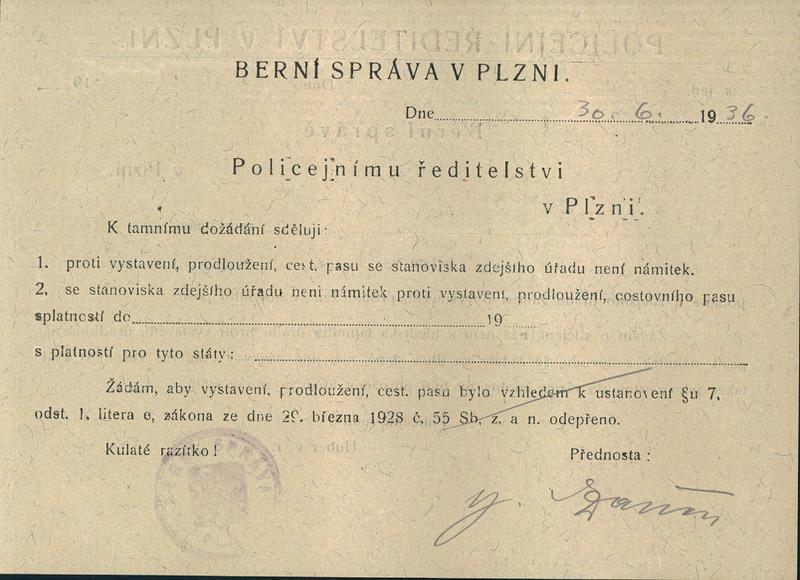 BERNÍ SPRÁVA V PLZNI.
Dne 30. 6. 1936.
Policejnímu ředitelstvi
v Plzni.
K tamnímu dožádání sděluji:
1. proti vystavení, prodloužení, cest. pasu se stanoviska zdejšího úřadu není námitek.
2, se stanoviska zdejšího úřadu neni námitek proti vystavení, prodloužení, costovního pasu
splatností do 19
s platností pro tyto státy:
Žádám, aby vystavení, prodloužení, cest. pasu bylo vzhledem k ustanovení §u 7,
odst. 1. litera e, zákona ze dne 29. března 1928 č. 55 Sb, z. a n. odepřeno.
Kulaté razítko! Přednosta: